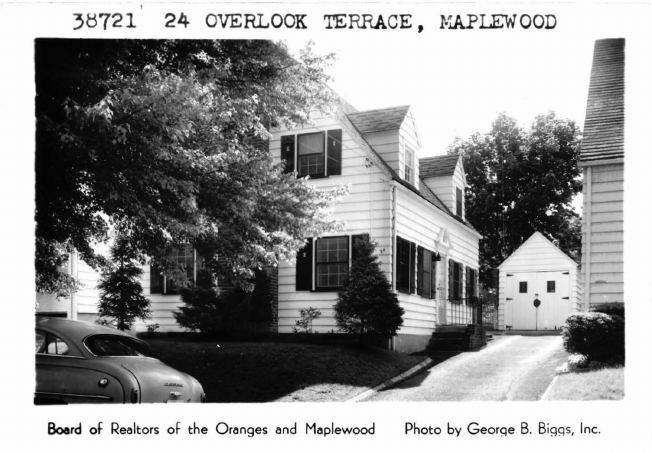 38721 24 OVERLOOK TERRACE, MAPLEWOOD
Board of Realtors of the Oranges and Maplewood Photo by George B. Biggs, Inc.